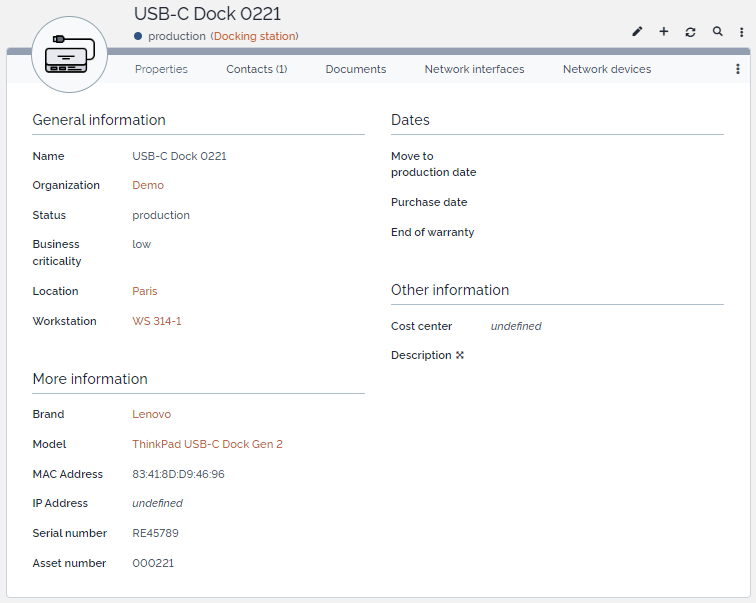 USB-C Dock 0221
production (Docking station)
Properties Contacts (1) Documents Network interfaces Network devices
General information
Name USB-C Dock 0221
Organization Demo
Status production
Business criticality low
Location Paris
Workstation WS 314-1
More information
Brand Lenovo
Model ThinkPad USB-C Dock Gen 2
MAC Address 83:41:8D:D9:46:96
IP Address undefined
Serial number RE45789
Asset number 000221
Dates
Move to
production date
Purchase date
End of warranty
Other information
Cost center undefined
Description